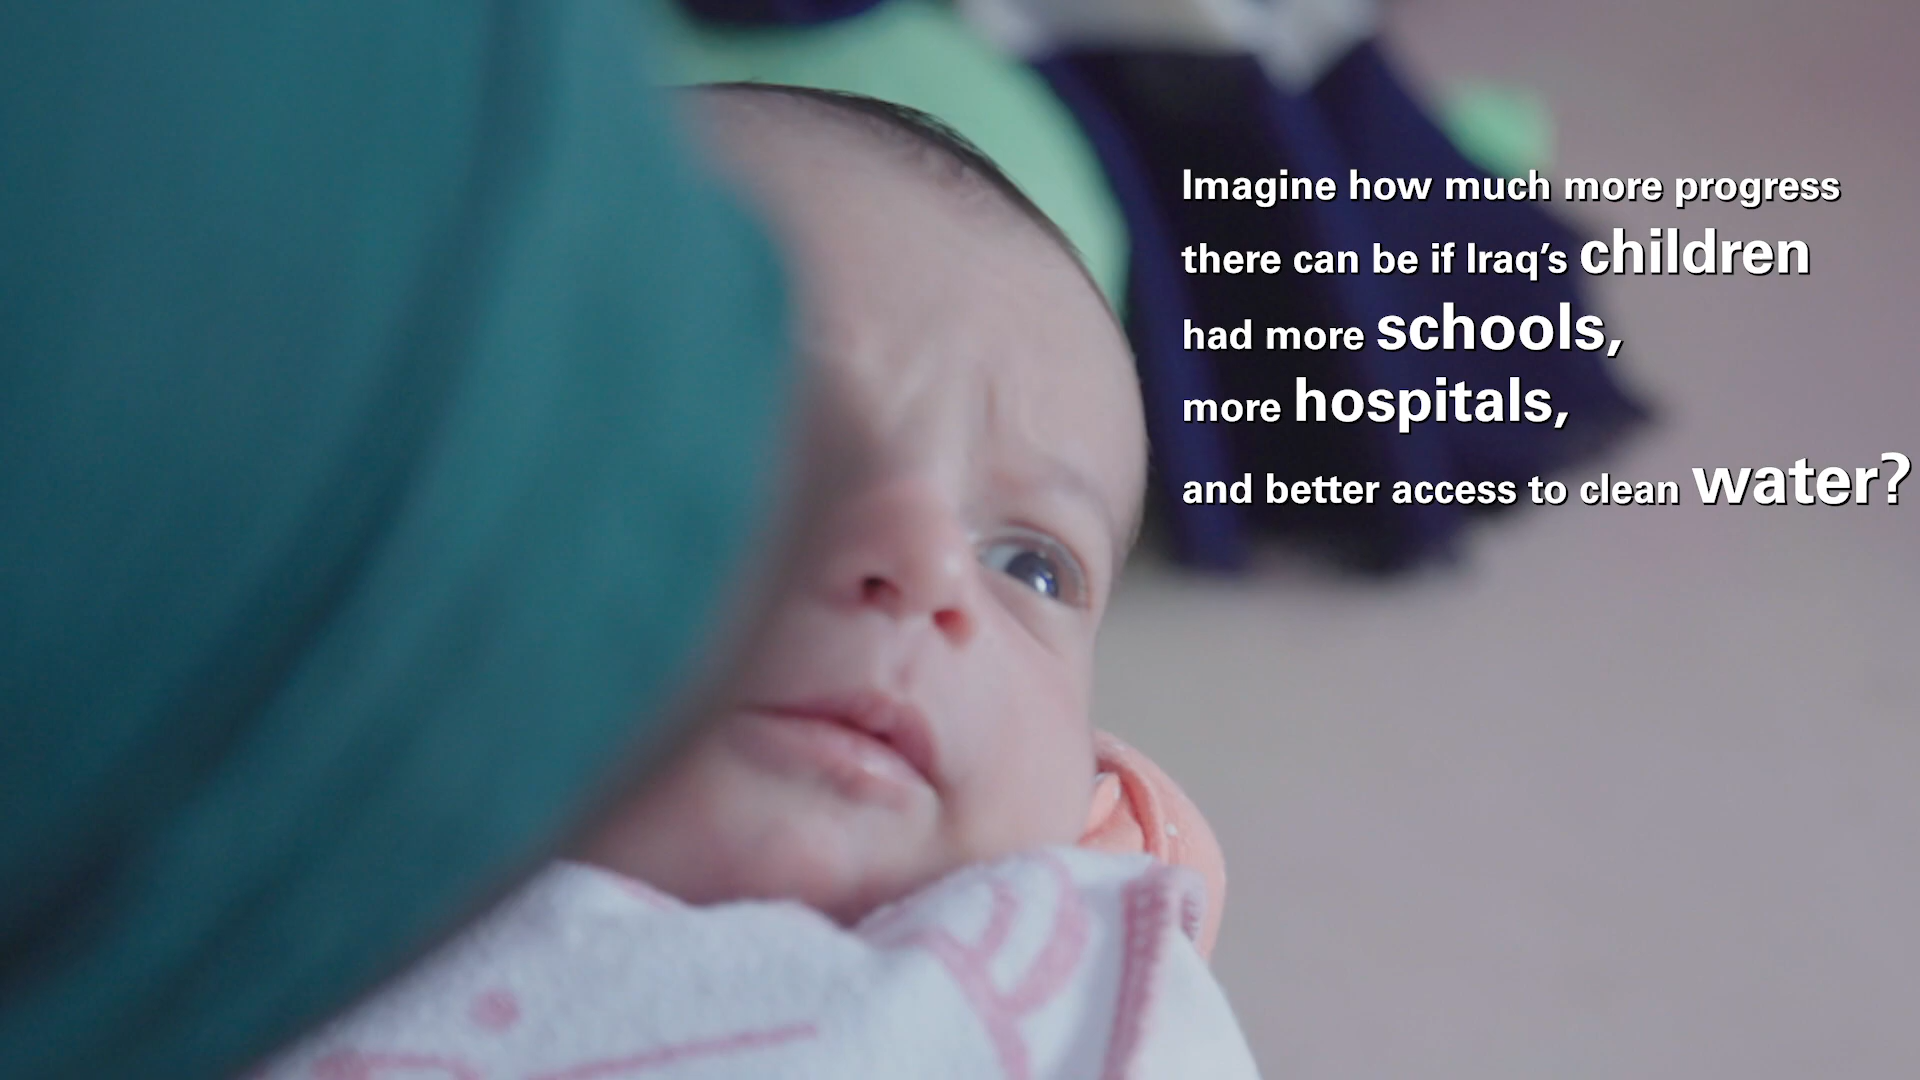 Imagine how much more progress
there can be if Iraq’s children
had more schools,
more hospitals,
and better access to clean water?